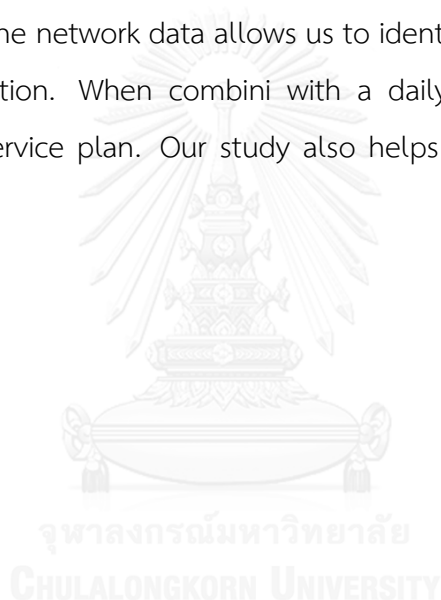 ne network data allows us to ident
tion. When combini with a daily
ervice plan. Our study also helps
จุฬาลงกรณ์มหาวิทยาลัย
CHULALONGKORN UNIVERSITY